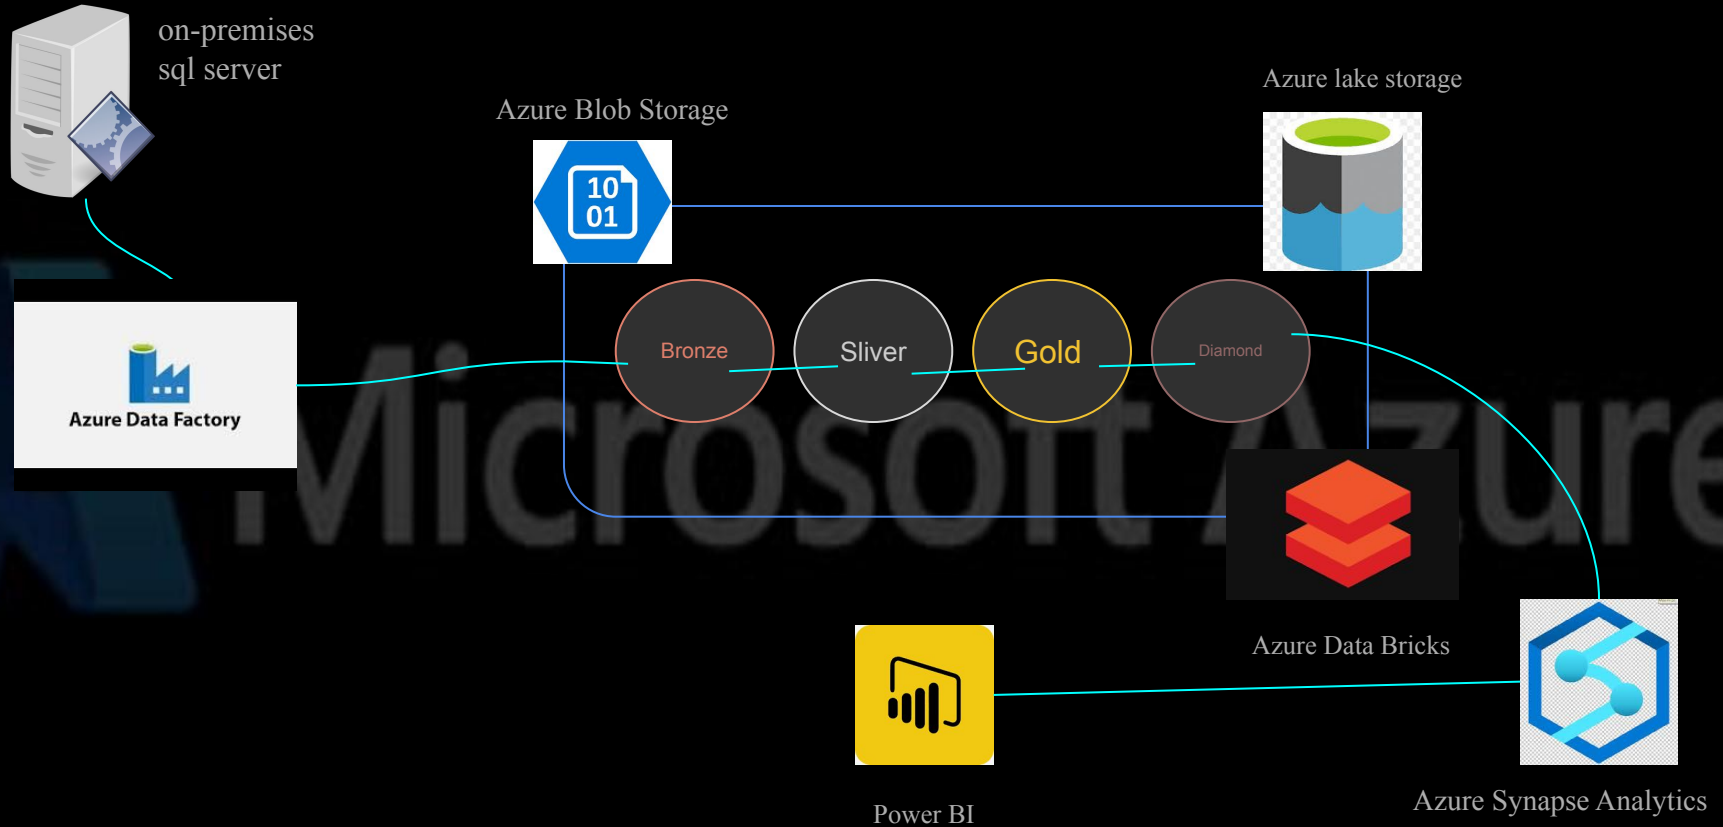 on-premises
sql server
Azure lake storage
Azure Blob Storage
10
01
Bronze
Sliver
Gold
Diamond
Azure Data Factory
Microsoft Azure
Azure Data Bricks
Azure Synapse Analytics
Power BI